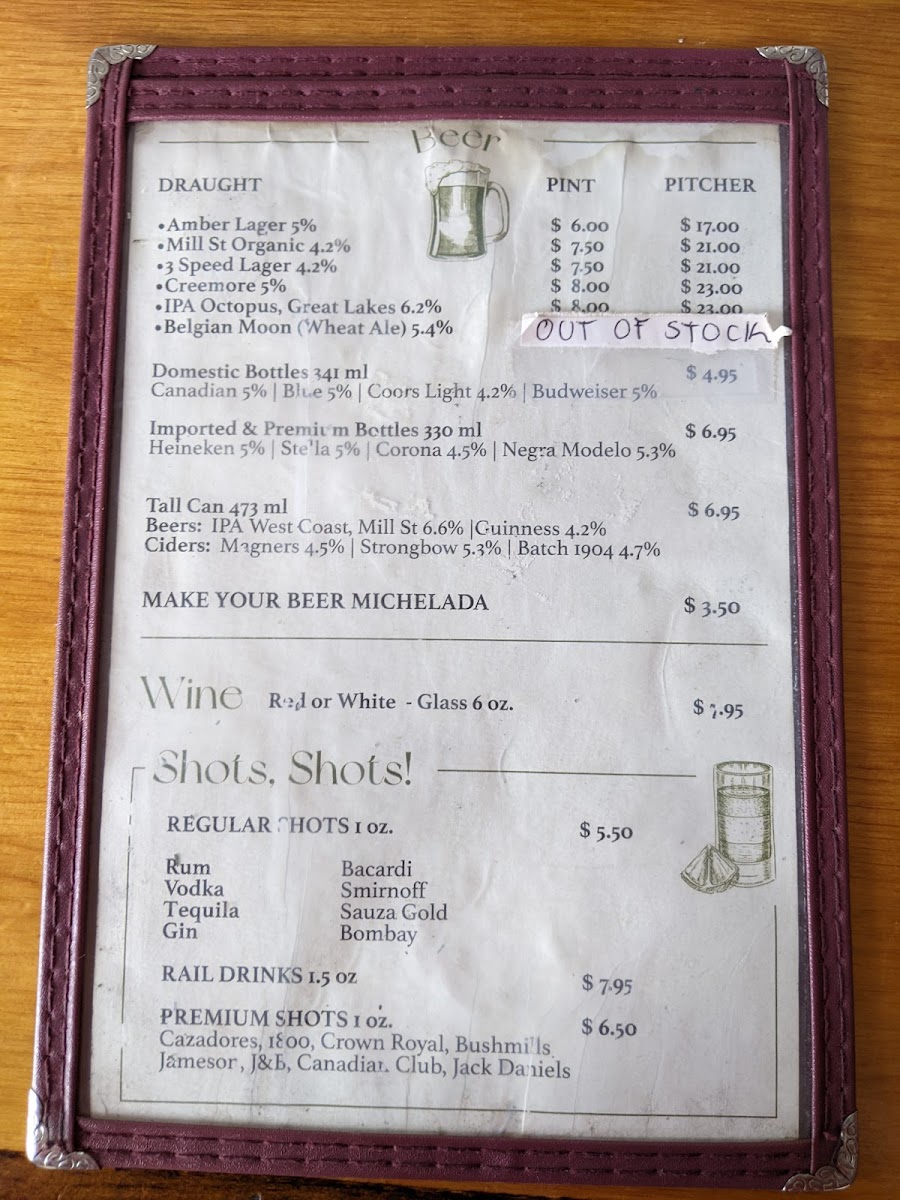 Beer
DRAUGHT PINT PITCHER
•Amber Lager 5% $ 6.00 $ 17.00
•Mill St Organic 4.2% $ 7.50 $ 21.00
•3 Speed Lager 4.2% $ 7.50 $ 21.00
•Creemore 5% $ 8.00 $ 23.00
•IPA Octopus, Great Lakes 6.2% $ 8.00 $ 23.00
•Belgian Moon (Wheat Ale) 5.4% OUT OF STOCK
Domestic Bottles 341 ml $ 4.95
Canadian 5% | Blue 5% | Coors Light 4.2% | Budweiser 5%
Imported & Premium Bottles 330 ml $ 6.95
Heineken 5% | Stella 5% | Corona 4.5% | Negra Modelo 5.3%
Tall Can 473 ml $ 6.95
Beers: IPA West Coast, Mill St 6.6% |Guinness 4.2%
Ciders: Magners 4.5% | Strongbow 5.3% | Batch 1904 4.7%
MAKE YOUR BEER MICHELADA $ 3.50
Wine Red or White - Glass 6 oz. $ 7.95
Shots, Shots!
REGULAR SHOTS 1 OZ. $ 5.50
Rum Bacardi
Vodka Smirnoff
Tequila Sauza Gold
Gin Bombay
RAIL DRINKS 1.5 OZ $ 7.95
PREMIUM SHOTS 1 OZ. $ 6.50
Cazadores, 1800, Crown Royal, Bushmills
Jameson, J&B, Canadian Club, Jack Daniels